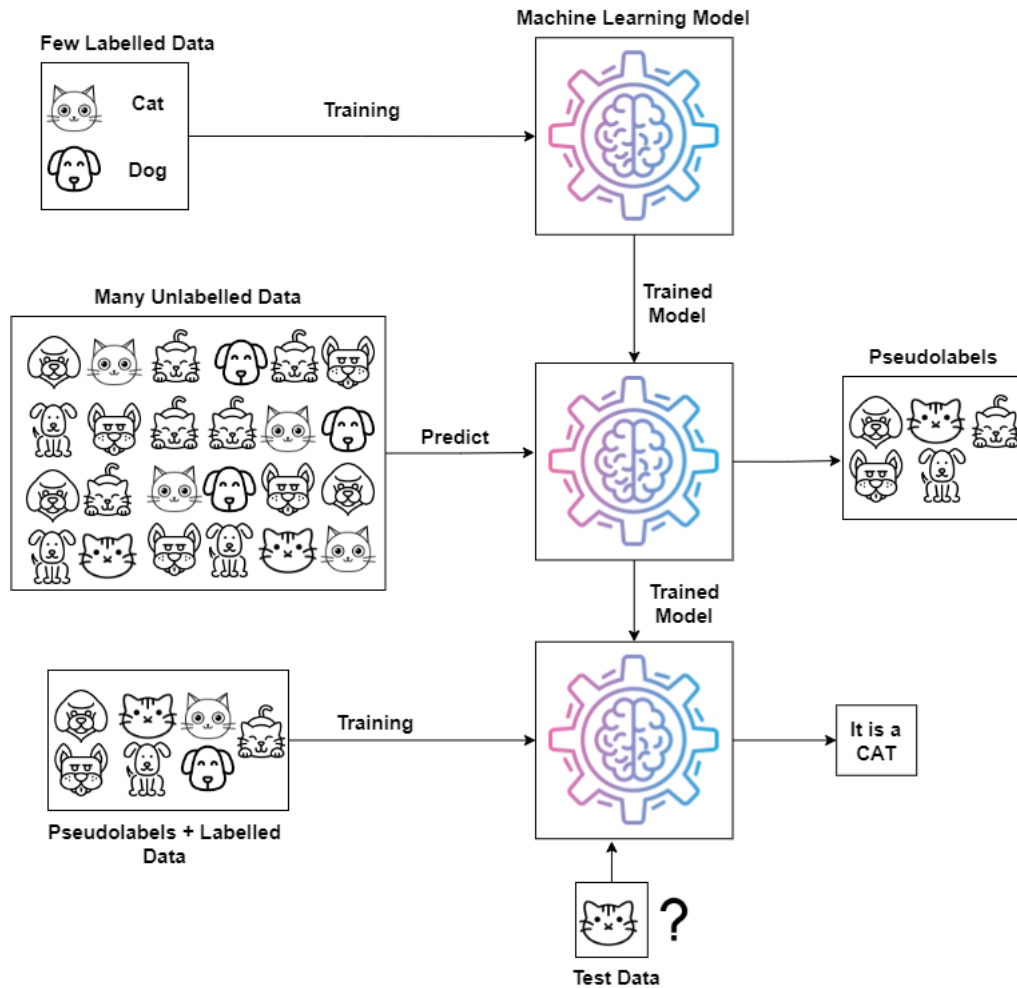 Machine Learning Model
Few Labelled Data
Cat
Dog
Training
Trained
Model
Many Unlabelled Data
Predict
Pseudolabels
Trained
Model
Training
Pseudolabels + Labelled
Data
It is a
CAT
?
Test Data